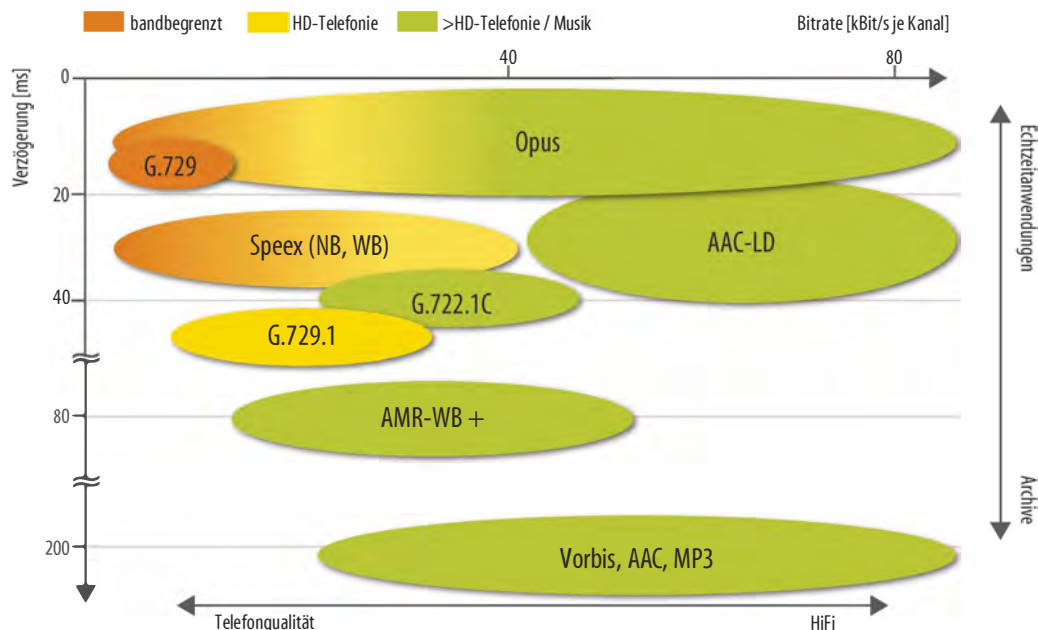 bandbegrenzt HD-Telefonie >HD-Telefonie / Musik Bitrate [kBit/s je Kanal]
40 80
0
Verzögerung [ms]
Opus
G.729
20
Speex (NB, WB)
AAC-LD
Echtzeitanwendungen
40
G.722.1C
G.729.1
80
AMR-WB +
Archive
200
Vorbis, AAC, MP3
Telefonqualität HiFi